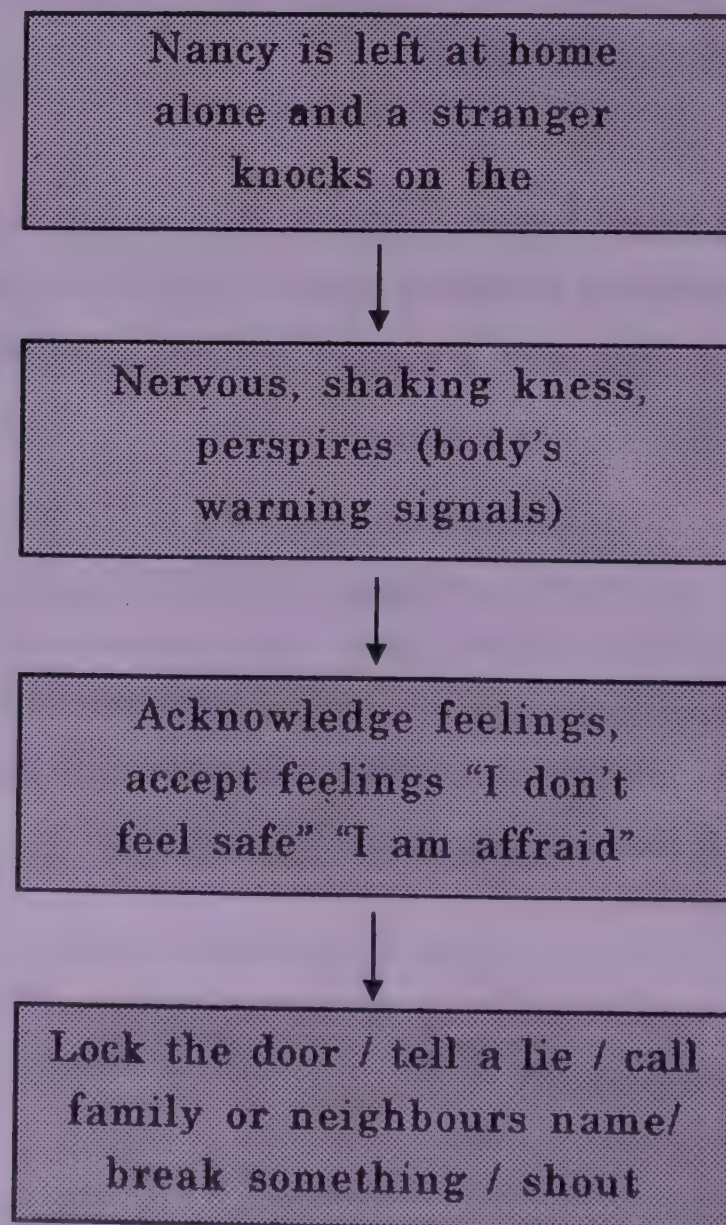 Nancy is left at home
alone and a stranger
knocks on the
Nervous, shaking kness,
perspires (body's
warning signals)
Acknowledge feelings,
accept feelings “I don't
feel safe” “I am affraid”
Lock the door / tell a lie / call
family or neighbours name/
break something / shout